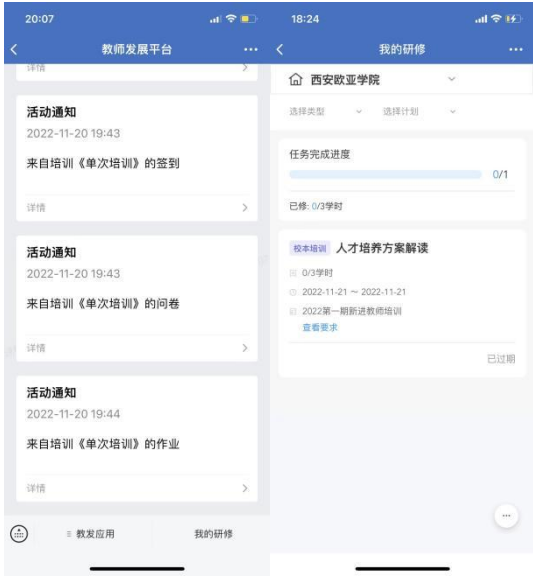 20:07
教师发展平台
详情
活动通知
2022-11-20 19:43
来自培训《单次培训》的签到
详情
活动通知
2022-11-20 19:43
来自培训《单次培训》的问卷
详情
活动通知
2022-11-20 19:44
来自培训《单次培训》的作业
详情
教发应用
我的研修
18:24
我的研修
西安欧亚学院
选择类型
选择计划
任务完成进度
0/1
已修: 0/3学时
校本培训 人才培养方案解读
0/3学时
2022-11-21 ~ 2022-11-21
2022第一期新进教师培训
查看要求
已过期